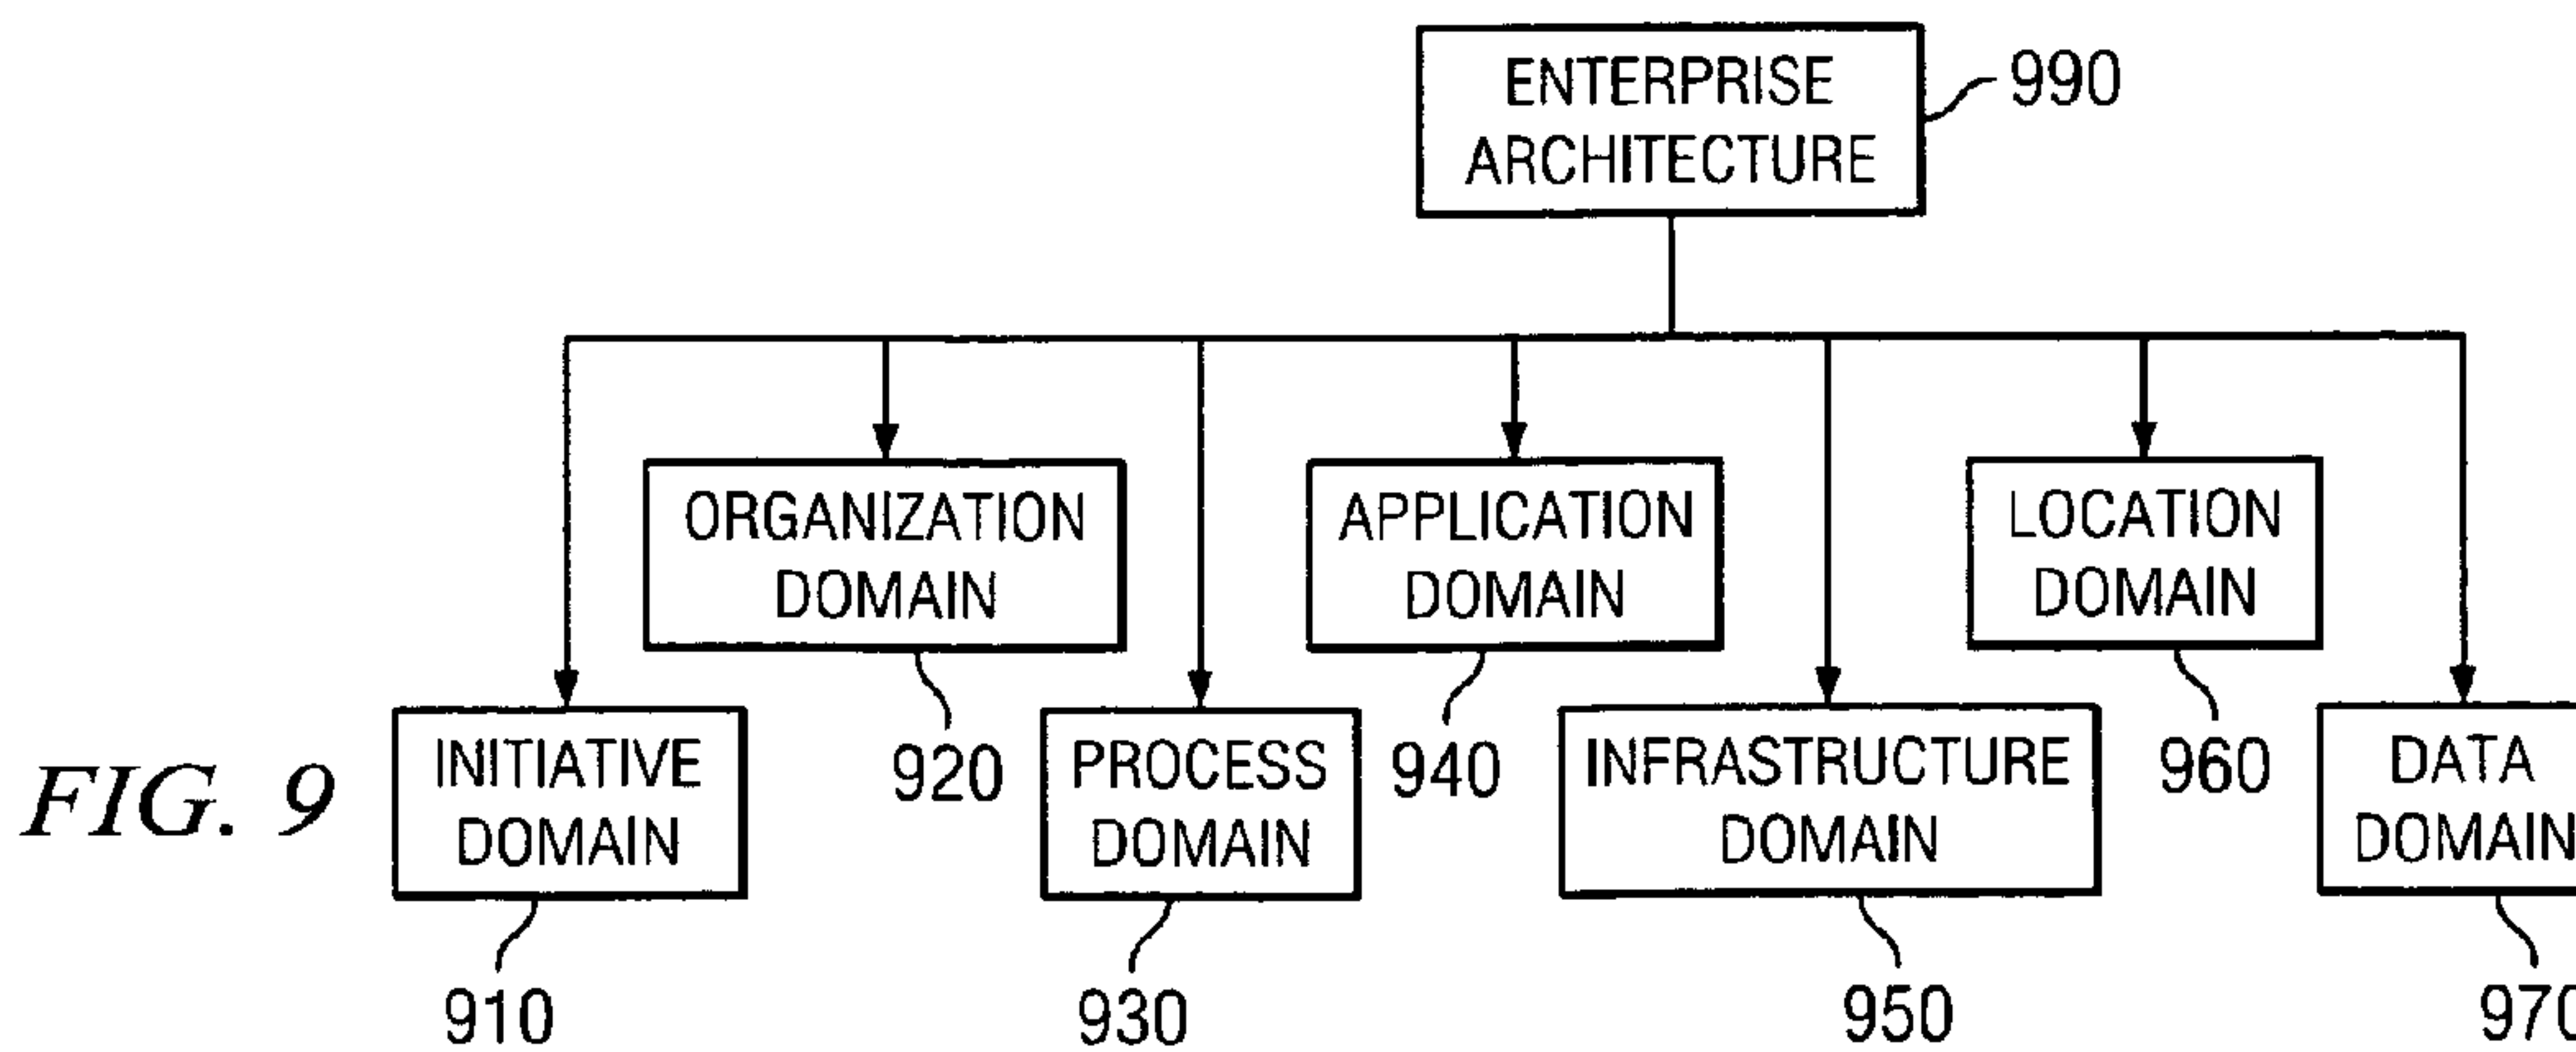 ENTERPRISE
ARCHITECTURE
990
ORGANIZATION
DOMAIN
920
APPLICATION
DOMAIN
940
LOCATION
DOMAIN
960
FIG. 9
INITIATIVE
DOMAIN
910
PROCESS
DOMAIN
930
INFRASTRUCTURE
DOMAIN
950
DATA
DOMAIN
970